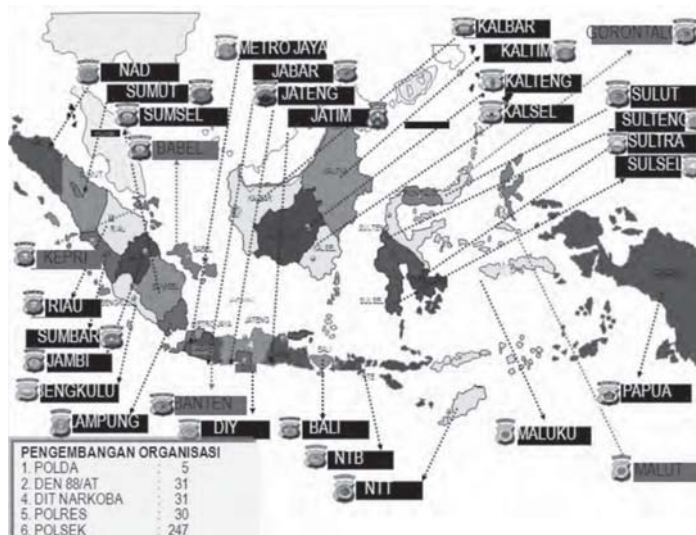 METRO JAYA
KALBAR
GORONTALO
KALTIM
NAD
JABAR
SUMUT
JATENG
KALTENG
SULUT
SUMSEL
JATIM
KALSEL
SULTENG
BABEL
SULTRA
SULSEL
KEPRI
RIAU
SUMBAR
JAMBI
BENGKULU
LAMPUNG
BANTEN
DIY
BALI
NTB
NTT
MALUKU
PAPUA
MALUT
BALI
JATENG
PENGEMBANGAN ORGANISASI
1. POLDA : 5
2. DEN 88/AT : 31
4. DIT NARKOBA : 31
5. POLRES : 30
6. POLSEK : 247